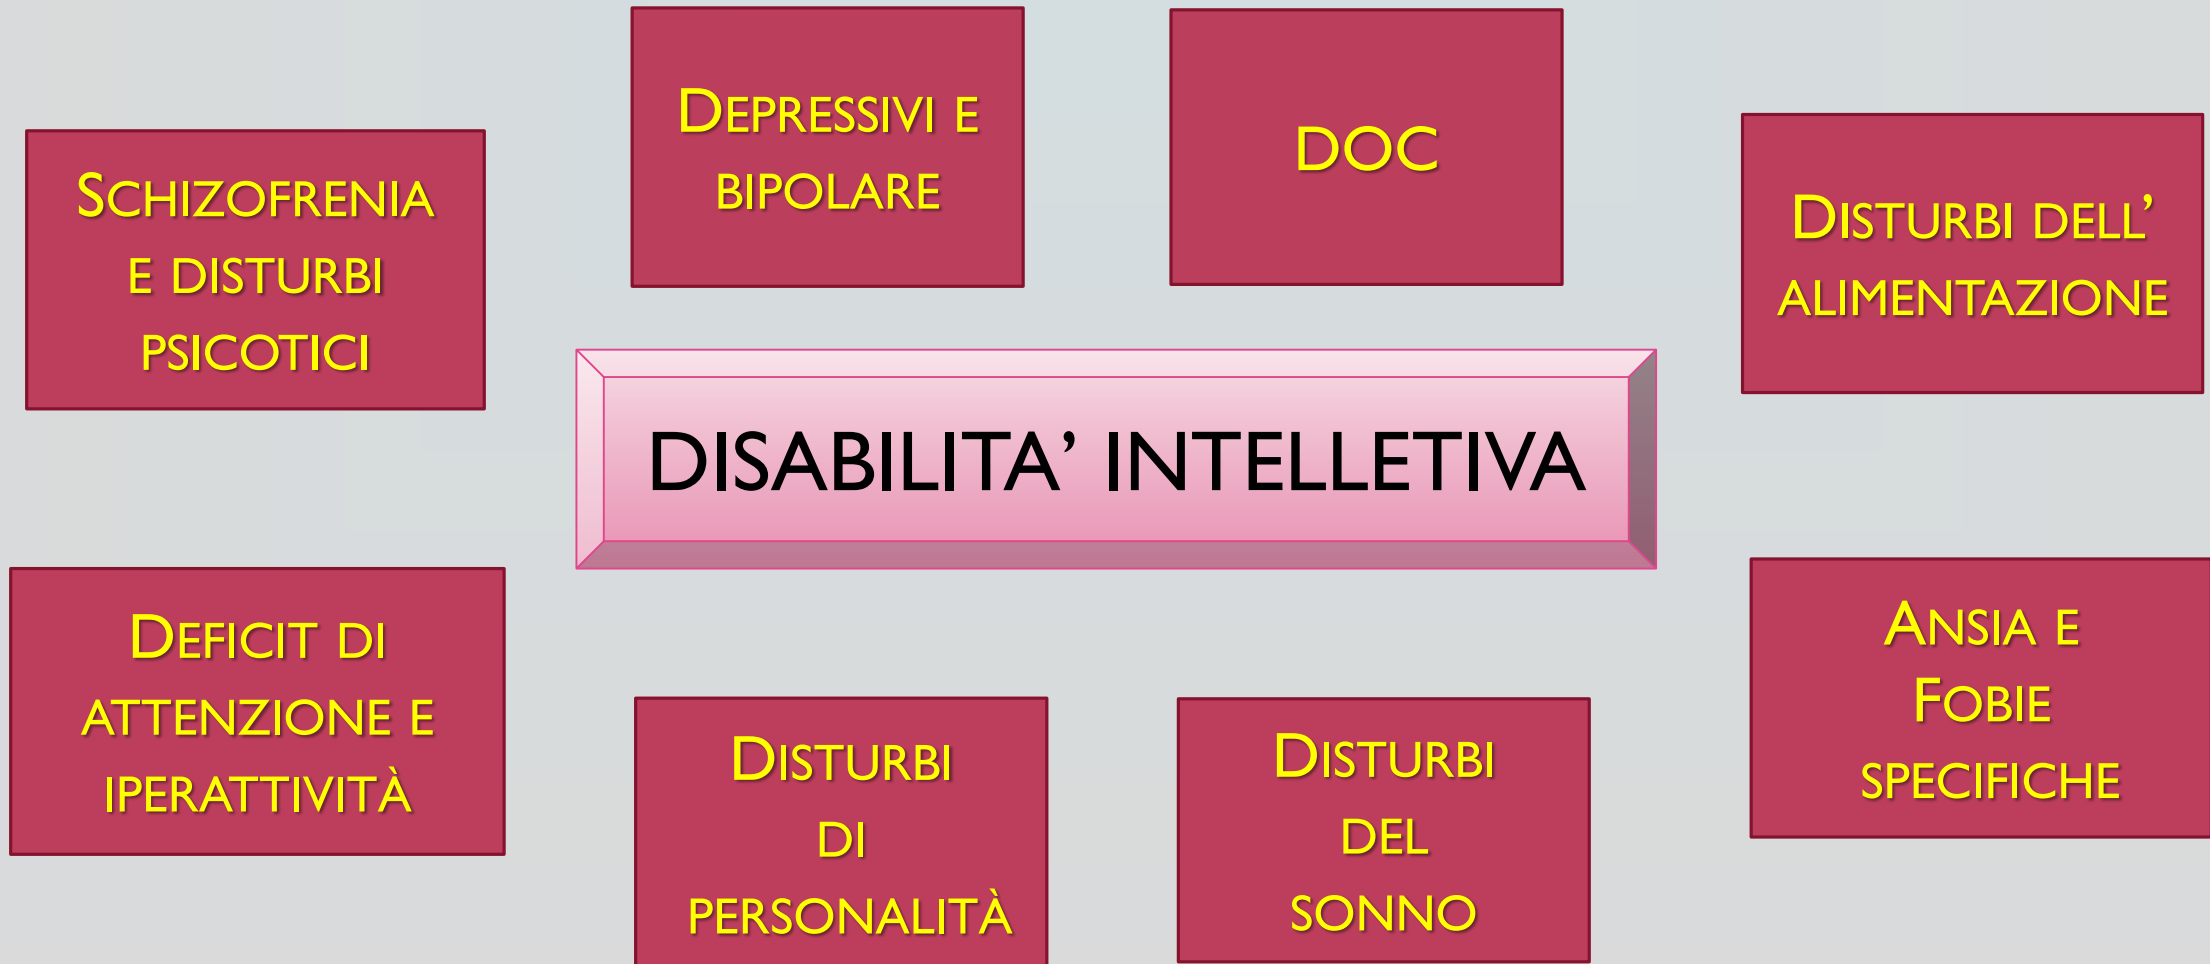 DEPRESSIVI E
BIPOLARE
DOC
SCHIZOFRENIA
E DISTURBI
PSICOTICI
DISTURBI DELL’
ALIMENTAZIONE
DISABILITA’ INTELLETIVA
DEFICIT DI
ATTENZIONE E
IPERATTIVITÀ
DISTURBI
DI
PERSONALITÀ
DISTURBI
DEL
SONNO
ANSIA E
FOBIE
SPECIFICHE